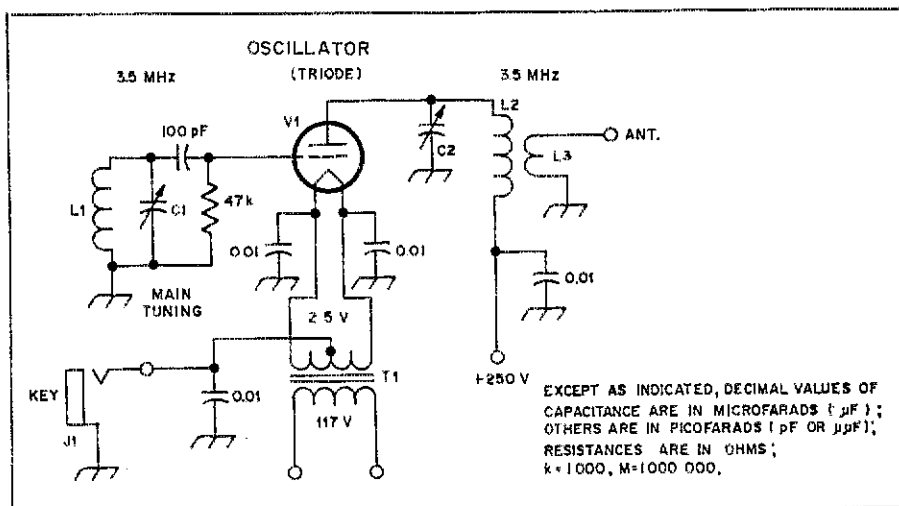 OSCILLATOR
(TRIODE)
3.5 MHz
3.5 MHz
V1
L2
100 pF
C2
ANT.
L3
L1
C1
47k
0.01
0.01
0.01
MAIN
TUNING
2.5 V
+250 V
T1
KEY
0.01
117 V
J1
EXCEPT AS INDICATED, DECIMAL VALUES OF
CAPACITANCE ARE IN MICROFARADS ( µF ) ;
OTHERS ARE IN PICOFARADS ( pF OR µµF);
RESISTANCES ARE IN OHMS;
k = 1000, M=1000 000.